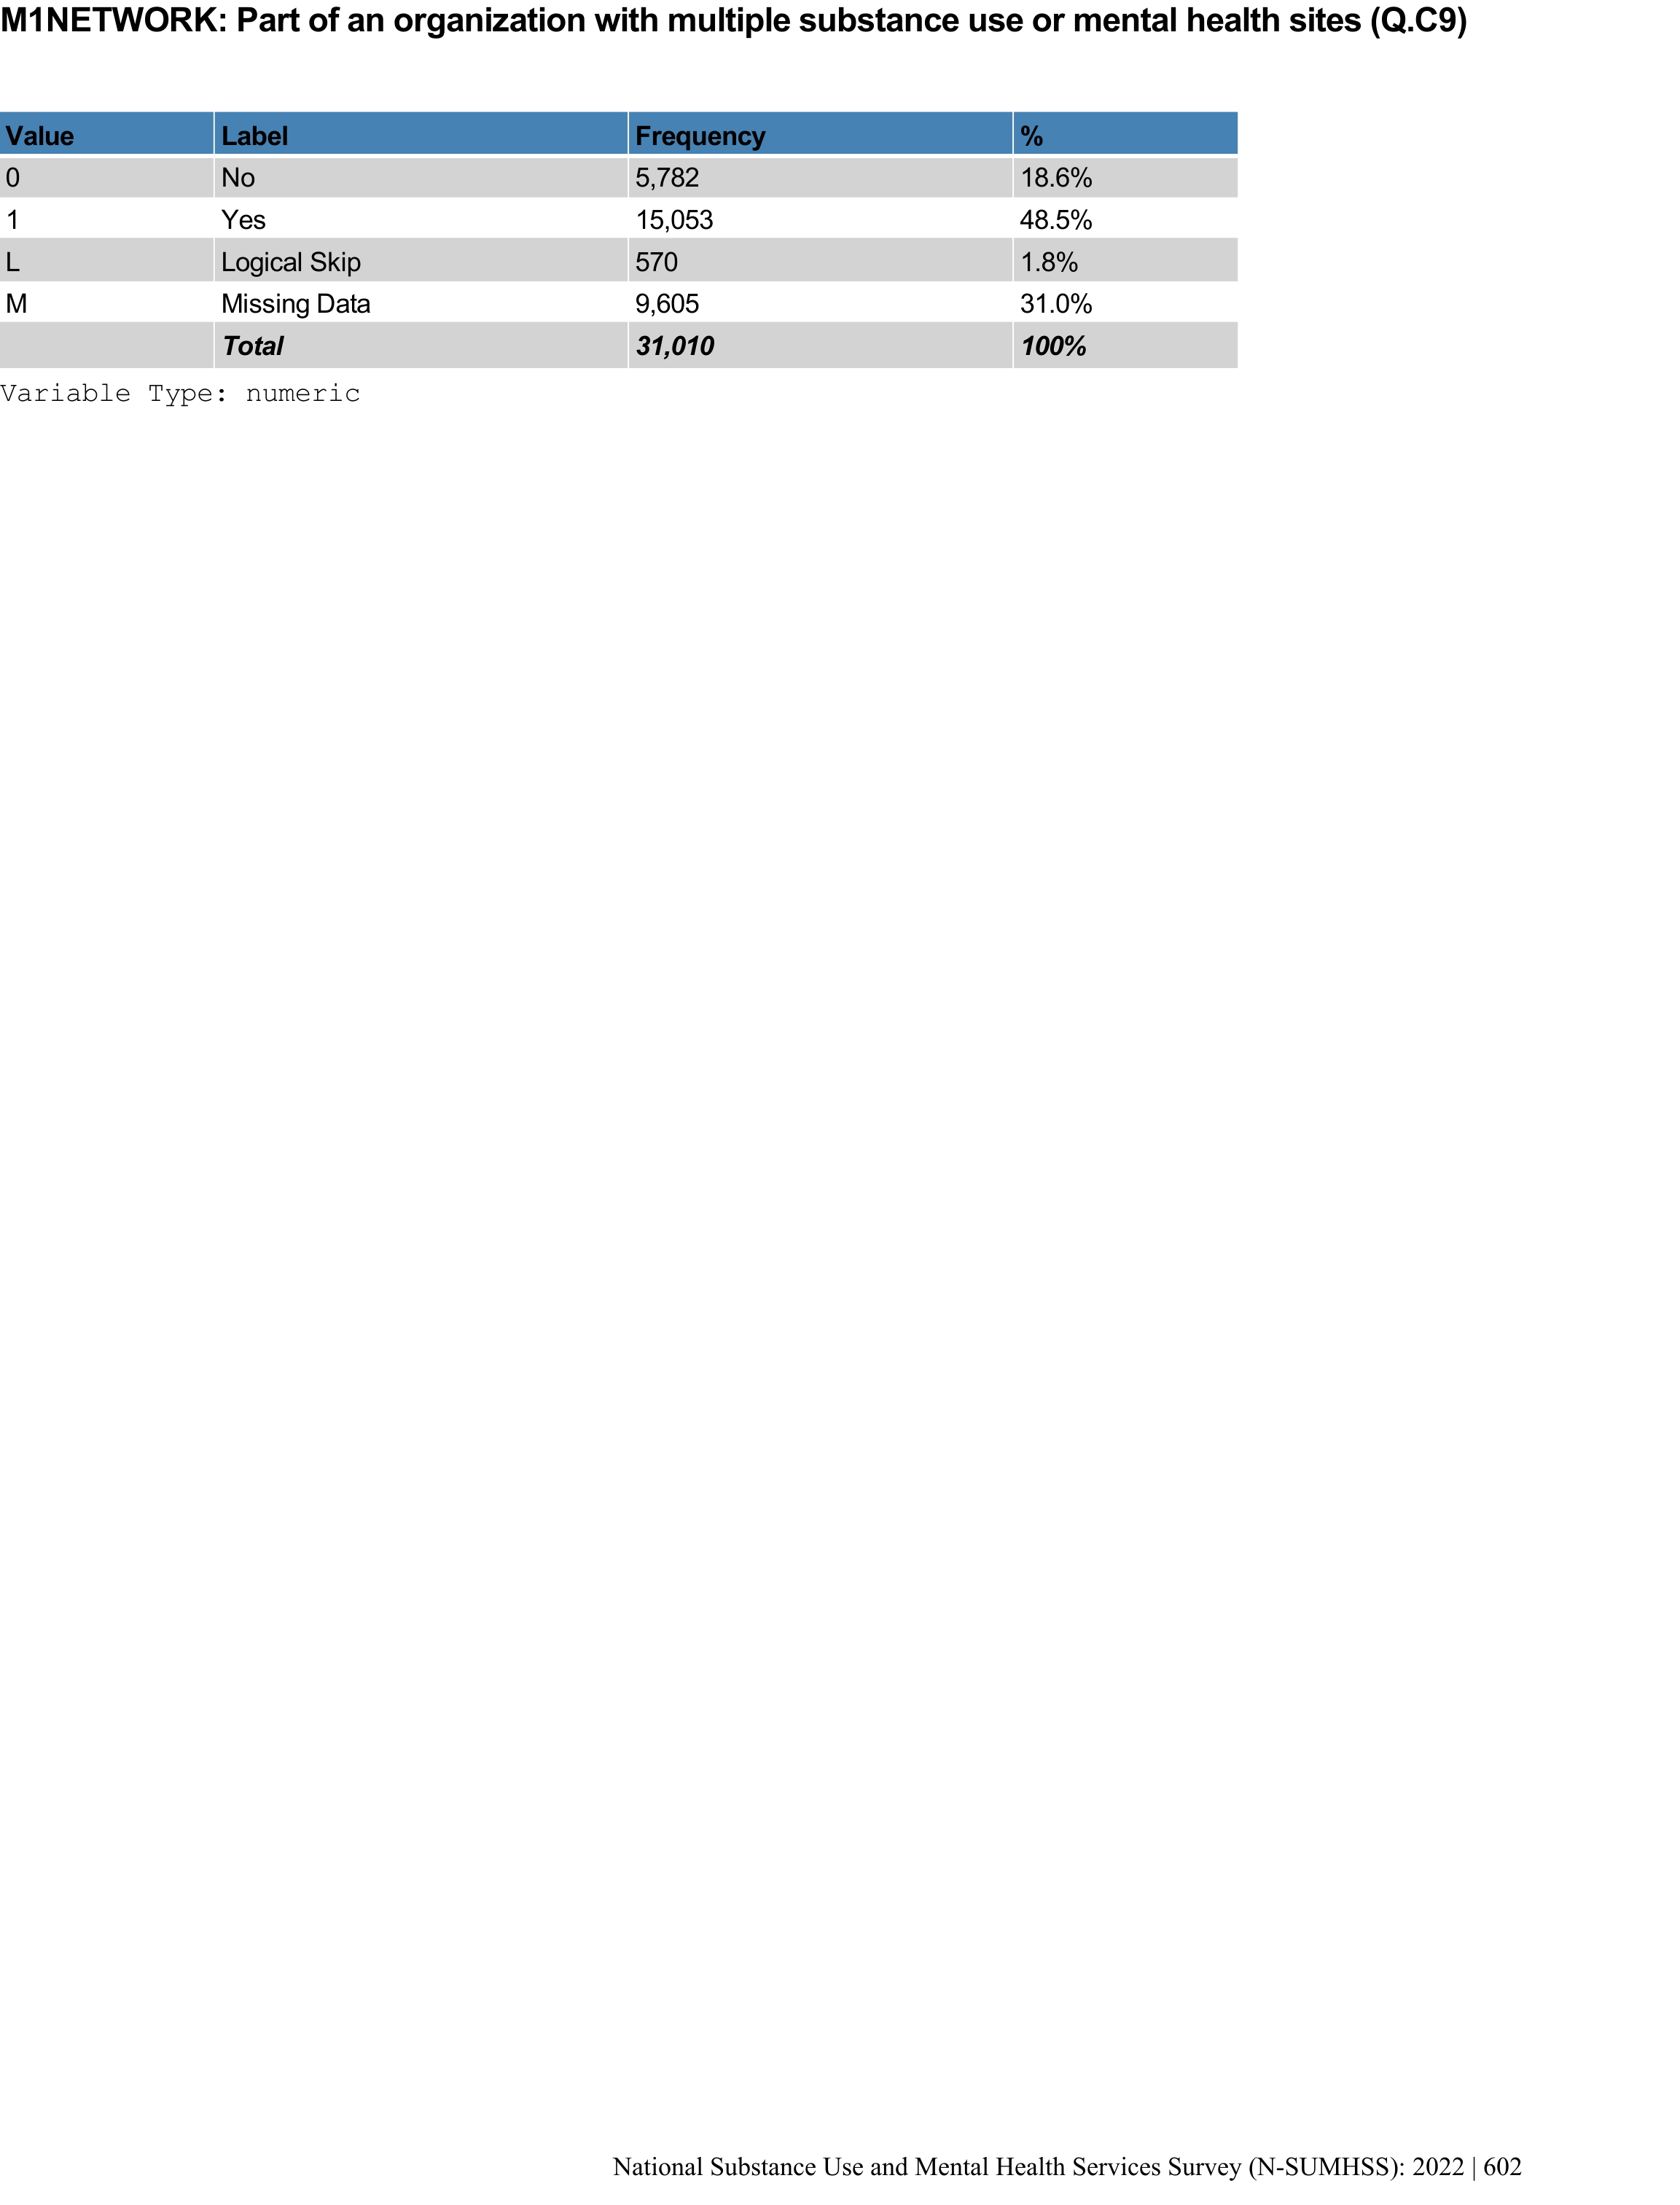 M1NETWORK: Part of an organization with multiple substance use or mental health sites (Q.C9)
Value Label Frequency %
0 No 5,782 18.6%
1 Yes 15,053 48.5%
L Logical Skip 570 1.8%
M Missing Data 9,605 31.0%
Total 31,010 100%
Variable Type: numeric
National Substance Use and Mental Health Services Survey (N-SUMHSS): 2022 | 602